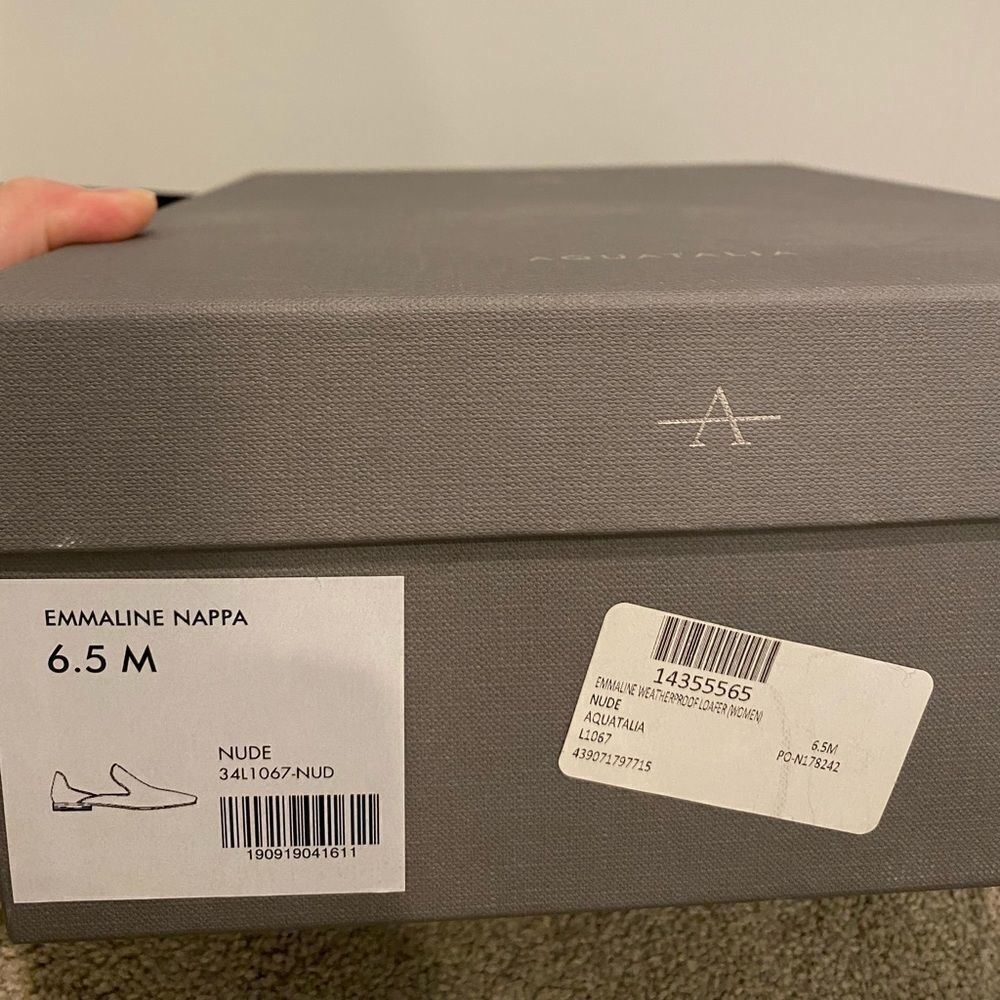 AQUATALIA
A
EMMALINE NAPPA
6.5 M
NUDE
34L1067-NUD
190919041611
14355565
EMMALINE WEATHERPROOF LOAFER (WOMEN)
NUDE
AQUATALIA
L1067 6.5M
439071797715 PO-N178242